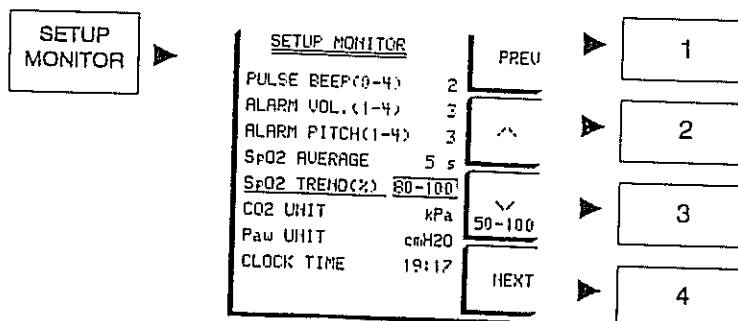 SETUP
MONITOR
SETUP MONITOR
PULSE BEEP(0-4) 2
ALARM VOL.(1-4) 3
ALARM PITCH(1-4) 3
SpO2 AVERAGE 5 s
SpO2 TREND(%) 80-100
CO2 UNIT kPa
Paw UNIT cmH2O
CLOCK TIME 19:17
PREV
50-100
NEXT
1
2
3
4